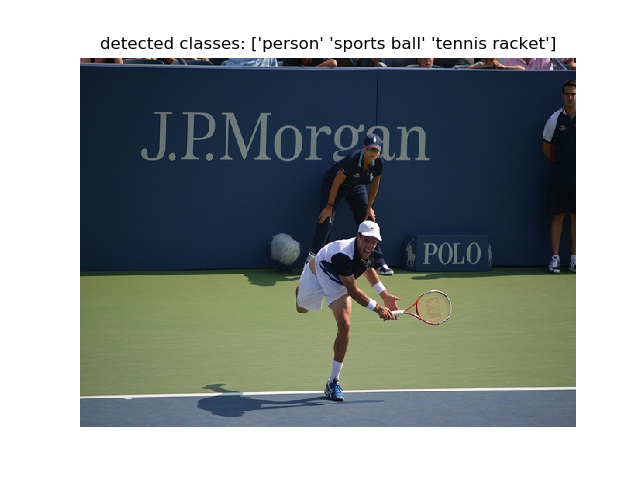 detected classes: ['person' 'sports ball' 'tennis racket']
J.P.Morgan
POLO